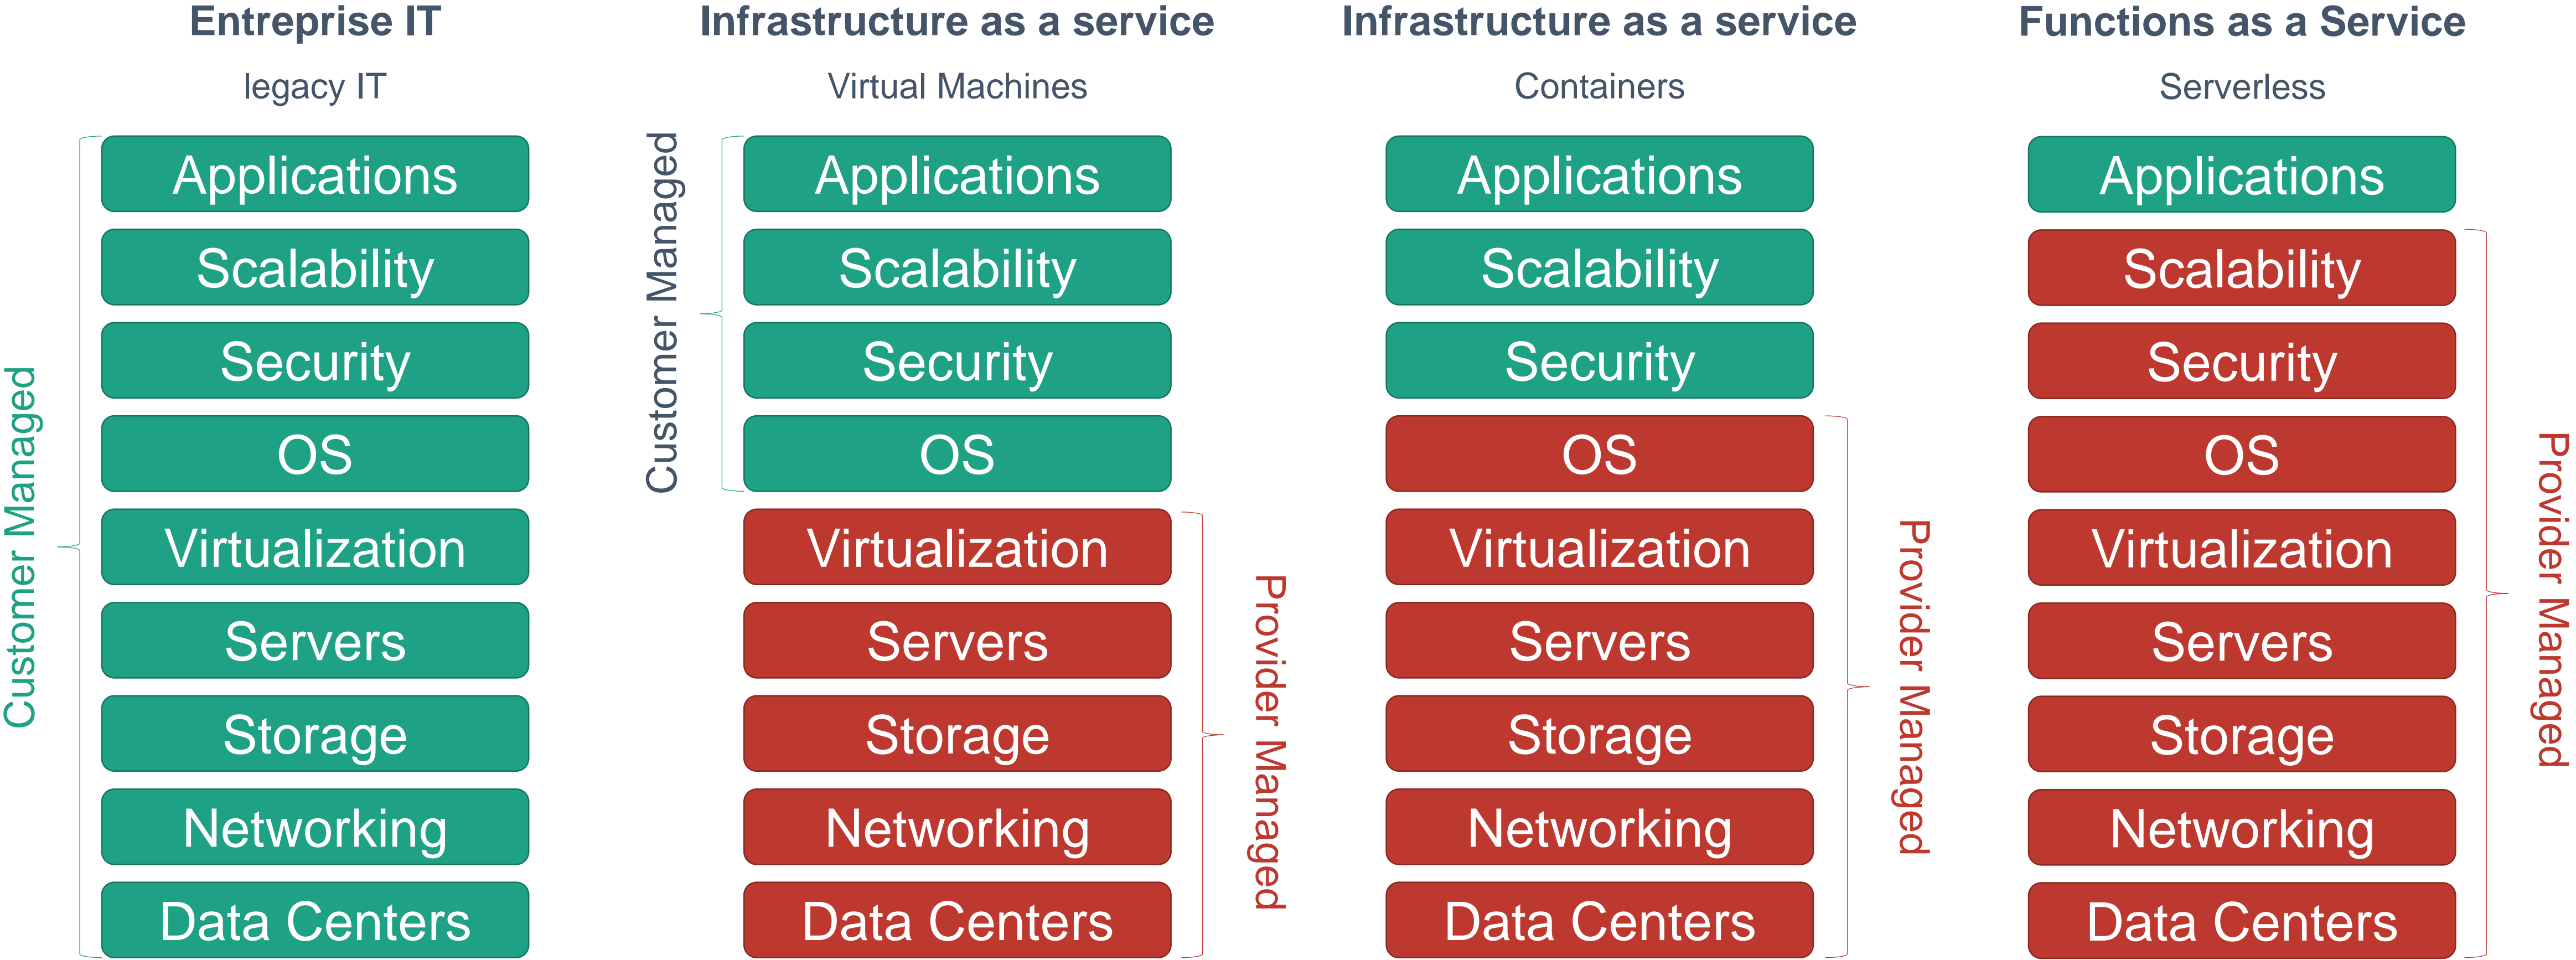 Entreprise IT
legacy IT
Customer Managed
Applications
Scalability
Security
OS
Virtualization
Servers
Storage
Networking
Data Centers
Infrastructure as a service
Virtual Machines
Customer Managed
Applications
Scalability
Security
OS
Virtualization
Servers
Storage
Networking
Data Centers
Provider Managed
Infrastructure as a service
Containers
Applications
Scalability
Security
OS
Virtualization
Servers
Storage
Networking
Data Centers
Provider Managed
Functions as a Service
Serverless
Applications
Scalability
Security
OS
Virtualization
Servers
Storage
Networking
Data Centers
Provider Managed